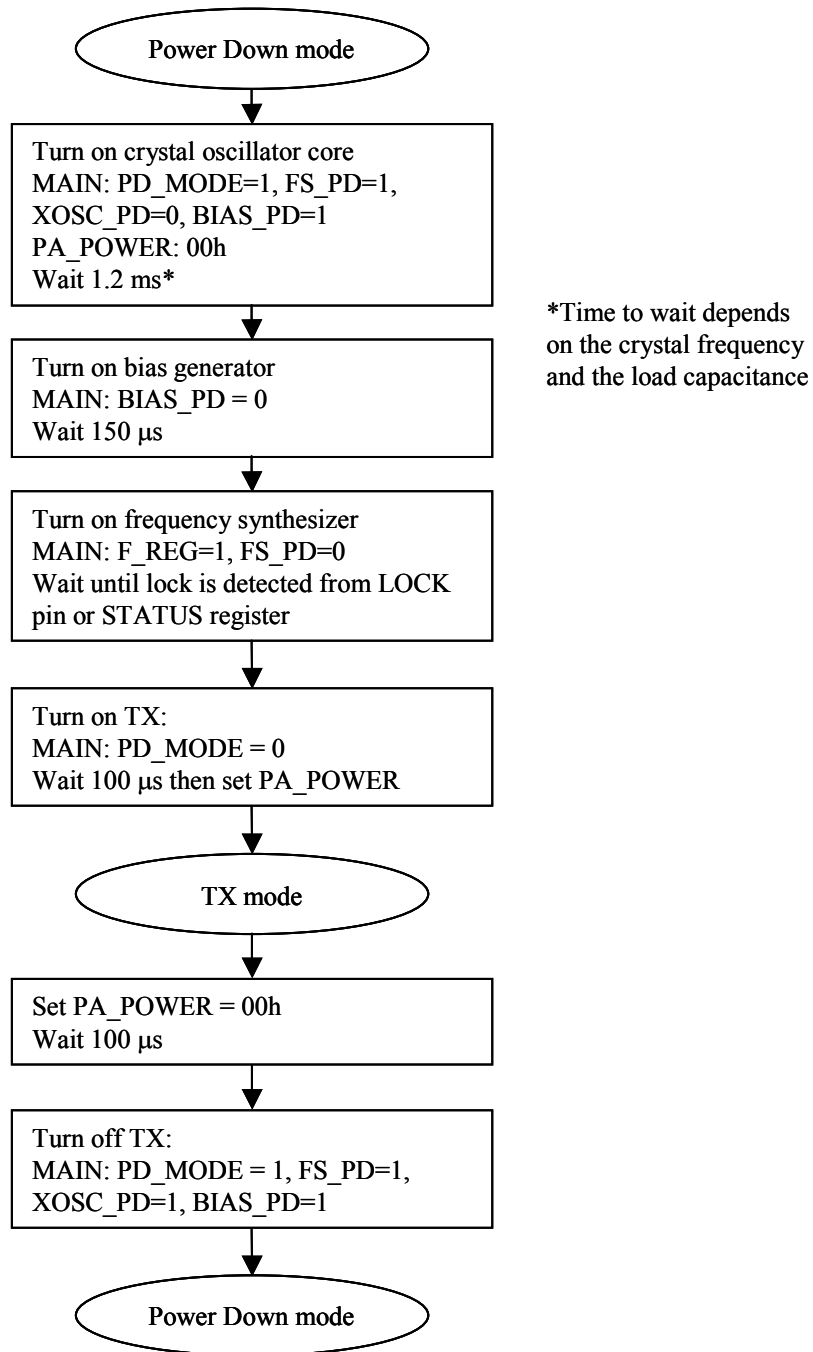 Power Down mode
Turn on crystal oscillator core
MAIN: PD_MODE=1, FS_PD=1,
XOSC_PD=0, BIAS_PD=1
PA_POWER: 00h
Wait 1.2 ms*
*Time to wait depends
on the crystal frequency
and the load capacitance
Turn on bias generator
MAIN: BIAS_PD = 0
Wait 150 μs
Turn on frequency synthesizer
MAIN: F_REG=1, FS_PD=0
Wait until lock is detected from LOCK
pin or STATUS register
Turn on TX:
MAIN: PD_MODE = 0
Wait 100 μs then set PA_POWER
TX mode
Set PA_POWER = 00h
Wait 100 μs
Turn off TX:
MAIN: PD_MODE = 1, FS_PD=1,
XOSC_PD=1, BIAS_PD=1
Power Down mode